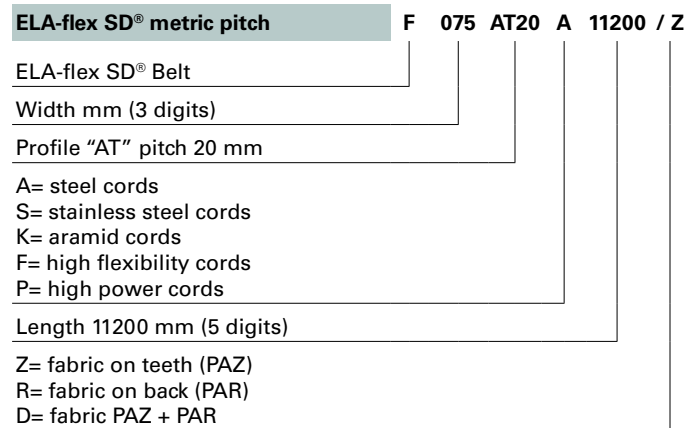 ELA-flex SD® metric pitch F 075 AT20 A 11200 / Z
ELA-flex SD® Belt
Width mm (3 digits)
Profile “AT” pitch 20 mm
A= steel cords
S= stainless steel cords
K= aramid cords
F= high flexibility cords
P= high power cords
Length 11200 mm (5 digits)
Z= fabric on teeth (PAZ)
R= fabric on back (PAR)
D= fabric PAZ + PAR